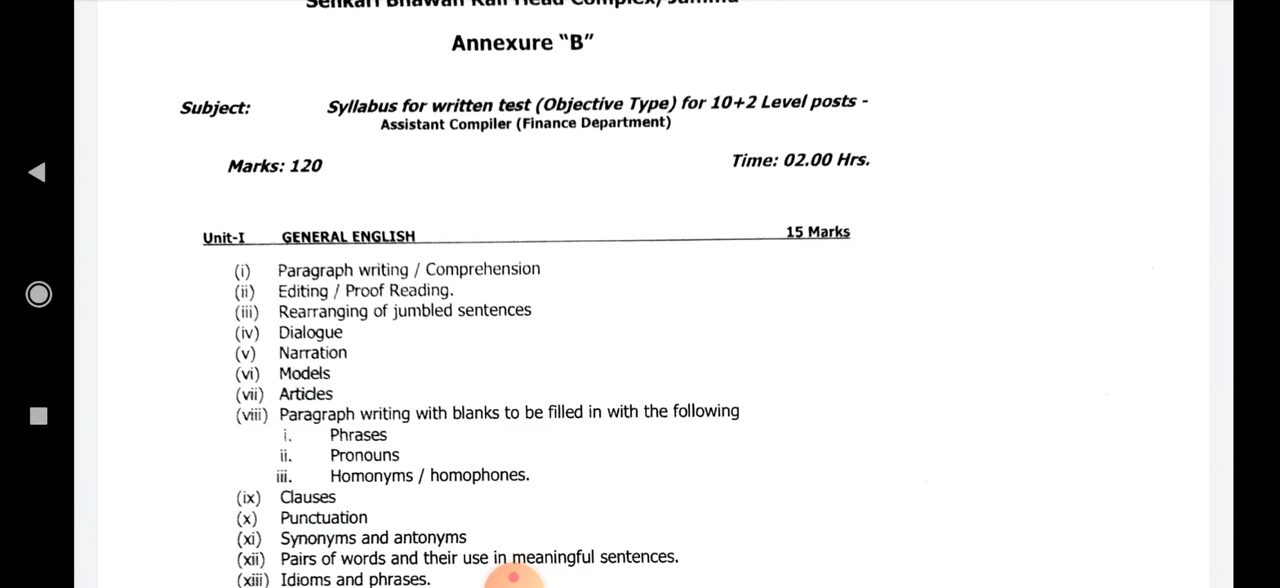 Annexure "B"
Subject: Syllabus for written test (Objective Type) for 10+2 Level posts -
Assistant Compiler (Finance Department)
Marks: 120 Time: 02.00 Hrs.
Unit-I GENERAL ENGLISH 15 Marks
(i) Paragraph writing / Comprehension
(ii) Editing / Proof Reading.
(iii) Rearranging of jumbled sentences
(iv) Dialogue
(v) Narration
(vi) Models
(vii) Articles
(viii) Paragraph writing with blanks to be filled in with the following
i. Phrases
ii. Pronouns
iii. Homonyms / homophones.
(ix) Clauses
(x) Punctuation
(xi) Synonyms and antonyms
(xii) Pairs of words and their use in meaningful sentences.
(xiii) Idioms and phrases.